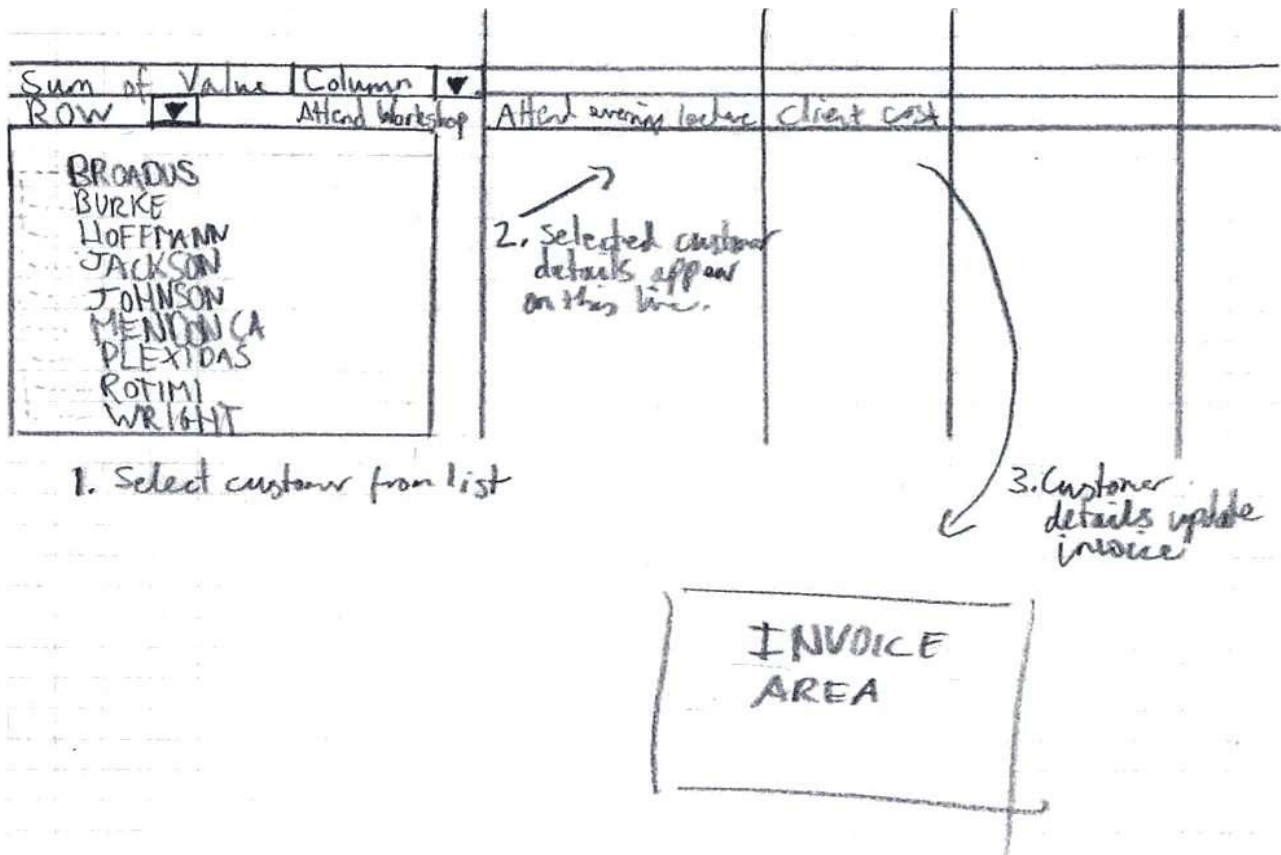 Sum of Value Column
ROW Attend Workshop Attend evening lecture Client cost
BROADUS
BURKE
HOFFMANN
JACKSON
JOHNSON
MENDONCA
PLEXIDAS
ROTIMI
WRIGHT
2. Selected customer
details appear
on this line.
1. Select customer from list
3. Customer
details update
invoice
INVOICE
AREA